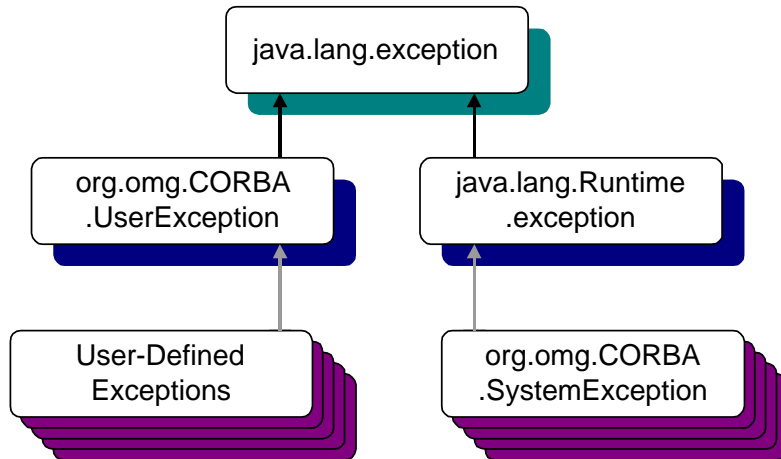 java.lang.exception
org.omg.CORBA
.UserException
java.lang.Runtime
.exception
User-Defined
Exceptions
org.omg.CORBA
.SystemException